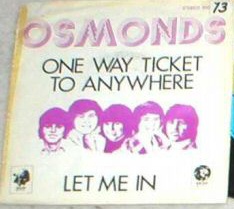 73
OSMONDS
ONE WAY TICKET
TO ANYWHERE
LET ME IN